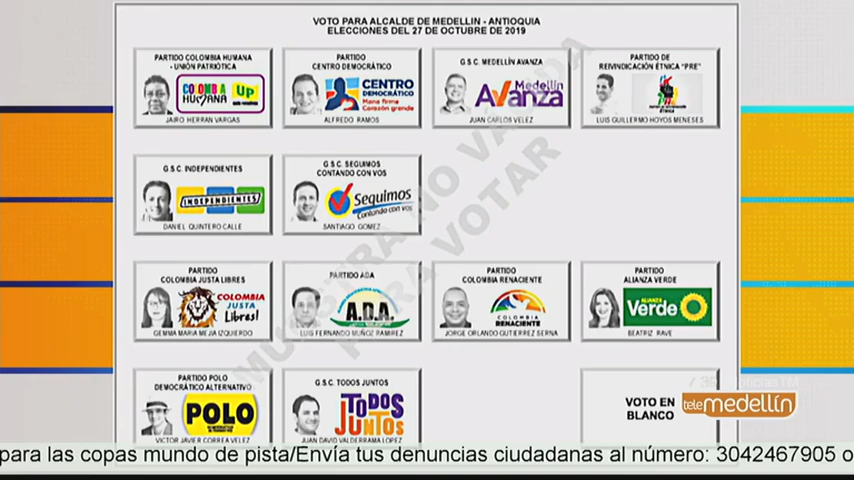 VOTO PARA ALCALDE DE MEDELLIN - ANTIOQUIA
ELECCIONES DEL 27 DE OCTUBRE DE 2019
PARTIDO COLOMBIA HUMANA
- UNIÓN PATRIÓTICA
COLOMBIA
HUMANA
UP
JAIRO HERRAN VARGAS
PARTIDO
CENTRO DEMOCRÁTICO
CENTRO
DEMOCRÁTICO
Mano firme
Corazón grande
ALFREDO RAMOS
G.S.C. MEDELLÍN AVANZA
Medellín
Avanza
JUAN CARLOS VELEZ
PARTIDO DE
REIVINDICACIÓN ÉTNICA "PRE"
LUIS GUILLERMO HOYOS MENESES
G.S.C. INDEPENDIENTES
INDEPENDIENTES
DANIEL QUINTERO CALLE
G.S.C. SEGUIMOS
CONTANDO CON VOS
Seguimos
Contando con vos
SANTIAGO GOMEZ
PARTIDO
COLOMBIA JUSTA LIBRES
COLOMBIA
JUSTA
Libres!
GEMMA MARIA MEJIA IZQUIERDO
PARTIDO ADA
A.D.A.
LUIS FERNANDO MUÑOZ RAMIREZ
PARTIDO
COLOMBIA RENACIENTE
COLOMBIA
RENACIENTE
JORGE ORLANDO GUTIERREZ SERNA
PARTIDO
ALIANZA VERDE
ALIANZA
Verde
BEATRIZ RAVE
PARTIDO POLO
DEMOCRÁTICO ALTERNATIVO
POLO
VICTOR JAVIER CORREA VELEZ
G.S.C. TODOS JUNTOS
TODOS
JUNTOS
JUAN DAVID VALDERRAMA LOPEZ
VOTO EN
BLANCO
MUESTRA NO VALIDA
PARA VOTAR
telemedellín
para las copas mundo de pista/Envía tus denuncias ciudadanas al número: 3042467905 o